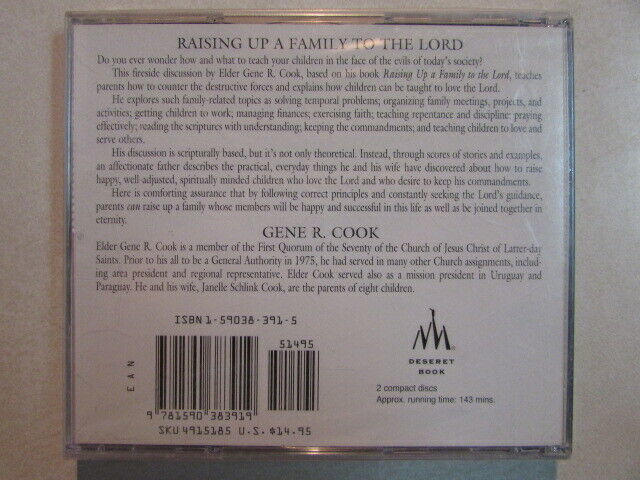 RAISING UP A FAMILY TO THE LORD
Do you ever wonder how and what to teach your children in the face of the evils of today's society?
This fireside discussion by Elder Gene R. Cook, based on his book Raising Up a Family to the Lord, teaches
parents how to counter the destructive forces and explains how children can be taught to love the Lord.
He explores such family-related topics as solving temporal problems; organizing family meetings, projects, and
activities; getting children to work; managing finances; exercising faith; teaching repentance and discipline; praying
effectively; reading the scriptures with understanding; keeping the commandments; and teaching children to love and
serve others.
His discussion is scripturally based, but it's not only theoretical. Instead, through scores of stories and examples,
an affectionate father describes the practical, everyday things he and his wife have discovered about how to raise
happy, well-adjusted, spiritually minded children who love the Lord and who desire to keep his commandments.
Here is comforting assurance that by following correct principles and constantly seeking the Lord's guidance,
parents can raise up a family whose members will be happy and successful in this life as well as be joined together in
eternity.
GENE R. COOK
Elder Gene R. Cook is a member of the First Quorum of the Seventy of the Church of Jesus Christ of Latter-day
Saints. Prior to his all to be a General Authority in 1975, he had served in many other Church assignments, includ-
ing area president and regional representative. Elder Cook served also as a mission president in Uruguay and
Paraguay. He and his wife, Janelle Schlink Cook, are the parents of eight children.
ISBN 1-59038-391-5
51495
EAN
9 781590 383919
SKU 4915185 U.S. $14.95
DESERET
BOOK
2 compact discs
Approx. running time: 143 mins.